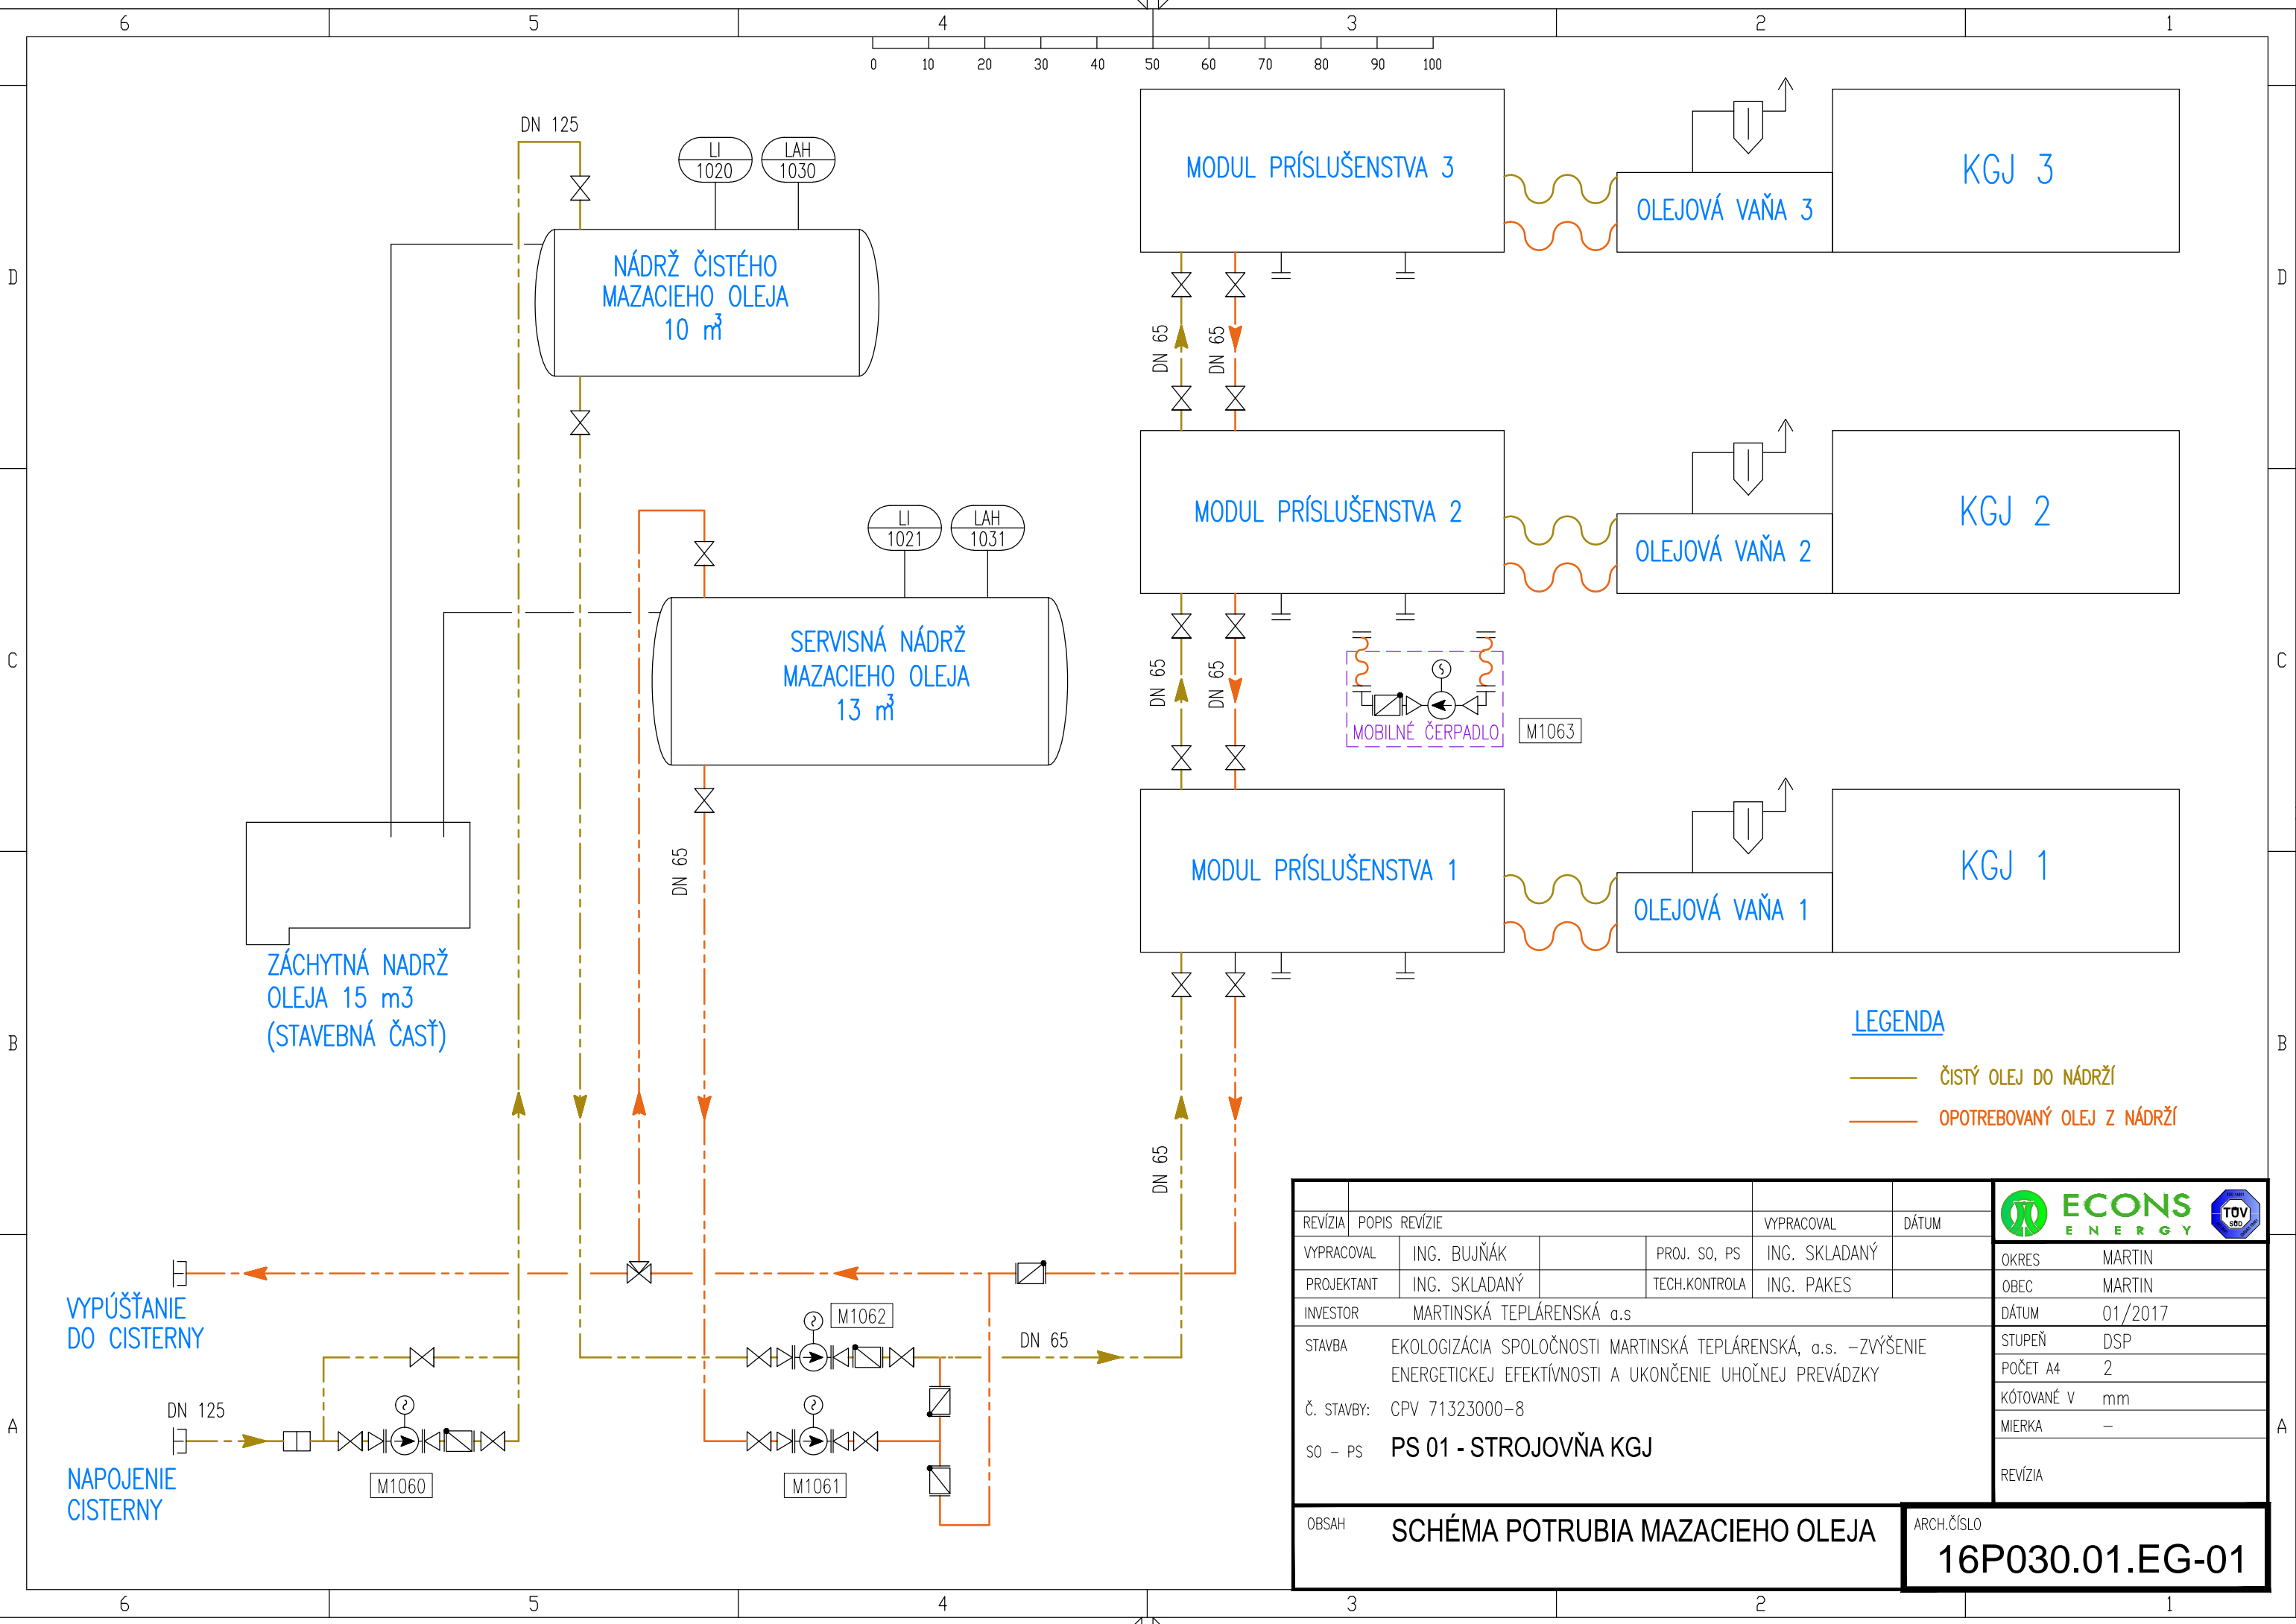 6 5 4 3 2 1
0 10 20 30 40 50 60 70 80 90 100
D
C
B
A
D
C
B
A
DN 125
LI
1020
LAH
1030
NÁDRŽ ČISTÉHO
MAZACIEHO OLEJA
10 m³
LI
1021
LAH
1031
SERVISNÁ NÁDRŽ
MAZACIEHO OLEJA
13 m³
DN 65
ZÁCHYTNÁ NADRŽ
OLEJA 15 m3
(STAVEBNÁ ČASŤ)
MODUL PRÍSLUŠENSTVA 3
OLEJOVÁ VAŇA 3
KGJ 3
DN 65
DN 65
MODUL PRÍSLUŠENSTVA 2
OLEJOVÁ VAŇA 2
KGJ 2
DN 65
DN 65
MOBILNÉ ČERPADLO
M1063
MODUL PRÍSLUŠENSTVA 1
OLEJOVÁ VAŇA 1
KGJ 1
DN 65
LEGENDA
ČISTÝ OLEJ DO NÁDRŽÍ
OPOTREBOVANÝ OLEJ Z NÁDRŽÍ
VYPÚŠŤANIE
DO CISTERNY
DN 125
NAPOJENIE
CISTERNY
M1060
M1062
M1061
DN 65
REVÍZIA POPIS REVÍZIE VYPRACOVAL DÁTUM
VYPRACOVAL ING. BUJŇÁK PROJ. SO, PS ING. SKLADANÝ
PROJEKTANT ING. SKLADANÝ TECH.KONTROLA ING. PAKES
INVESTOR MARTINSKÁ TEPLÁRENSKÁ a.s
STAVBA EKOLOGIZÁCIA SPOLOČNOSTI MARTINSKÁ TEPLÁRENSKÁ, a.s. –ZVÝŠENIE
ENERGETICKEJ EFEKTÍVNOSTI A UKONČENIE UHOĽNEJ PREVÁDZKY
Č. STAVBY: CPV 71323000–8
SO – PS PS 01 - STROJOVŇA KGJ
OBSAH SCHÉMA POTRUBIA MAZACIEHO OLEJA
ECONS
ENERGY
TÜV
SÜD
OKRES MARTIN
OBEC MARTIN
DÁTUM 01/2017
STUPEŇ DSP
POČET A4 2
KÓTOVANÉ V mm
MIERKA –
REVÍZIA
ARCH.ČÍSLO
16P030.01.EG-01
6 5 4 3 2 1